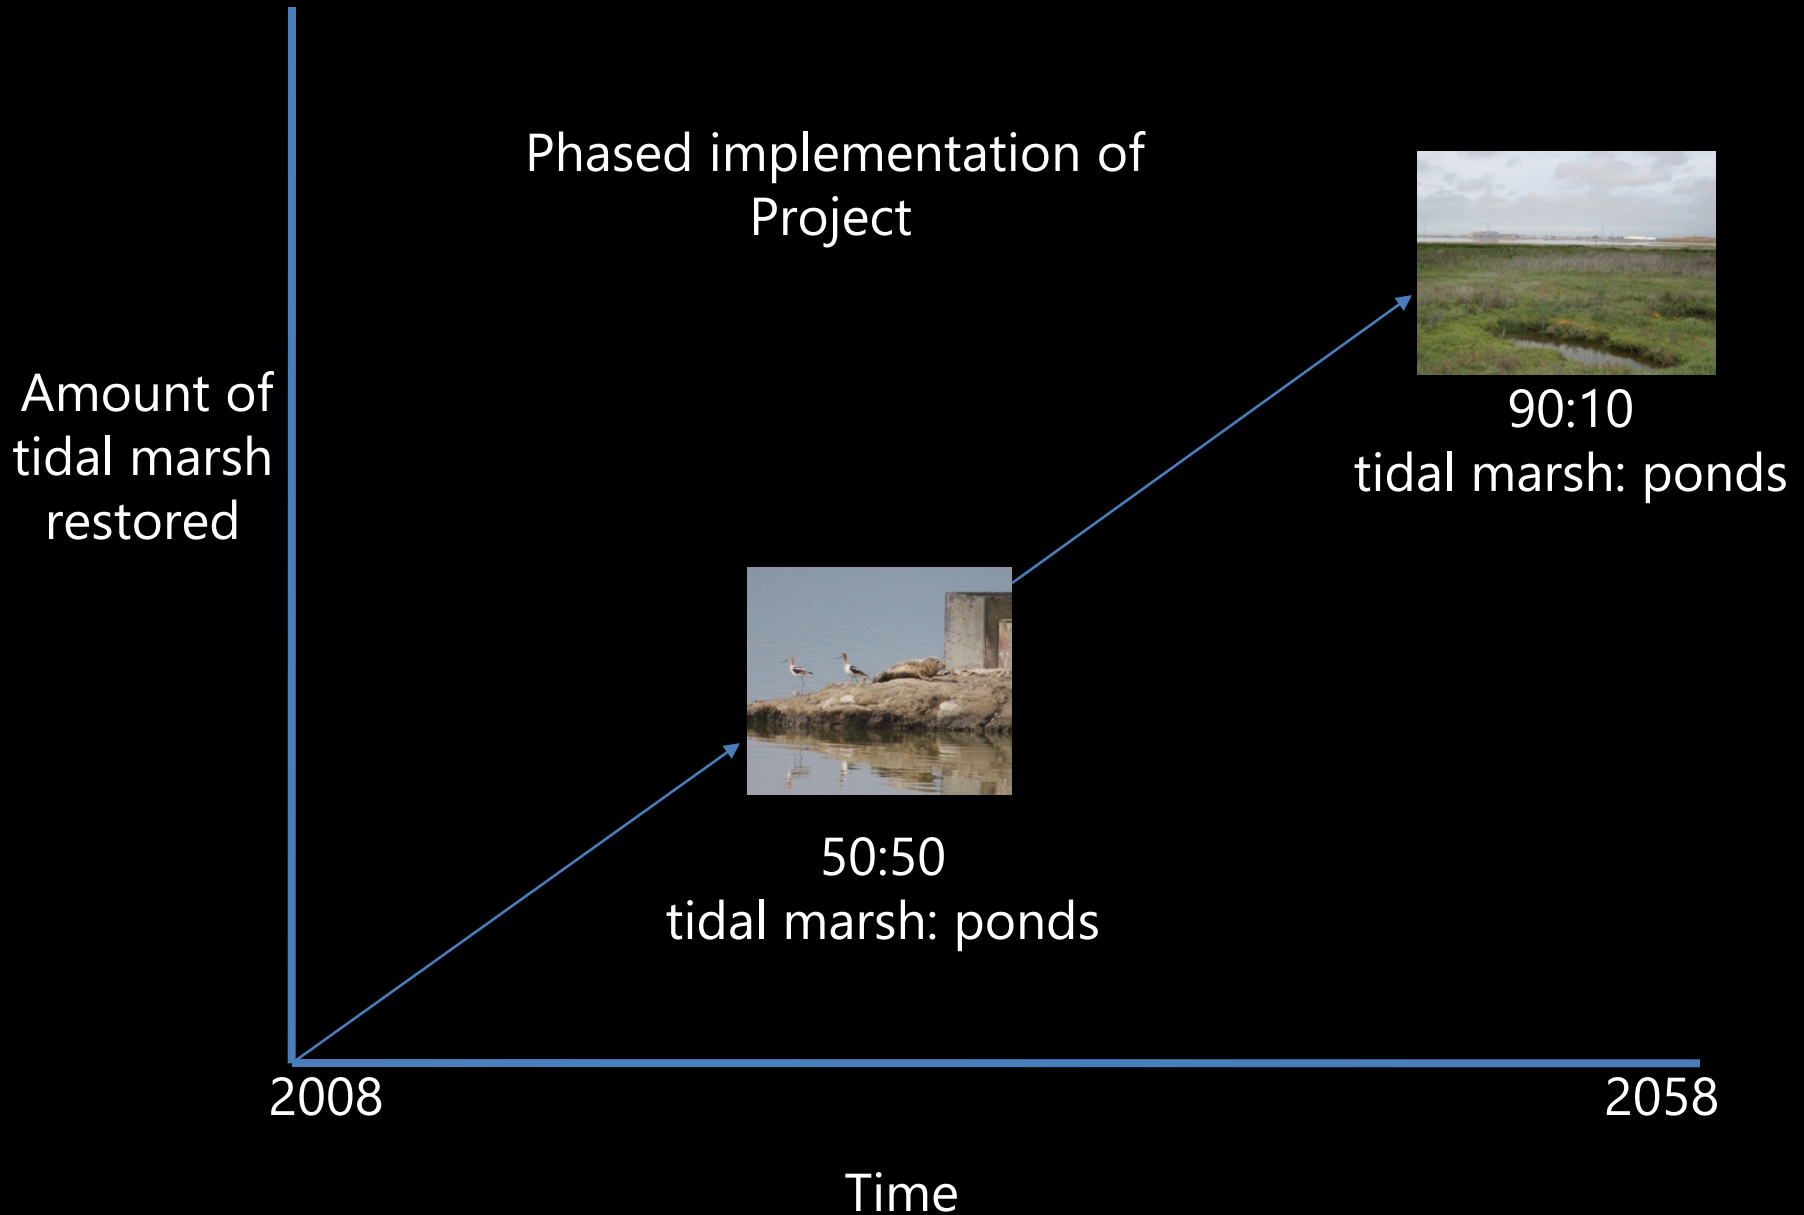 Phased implementation of
Project
Amount of
tidal marsh
restored
90:10
tidal marsh: ponds
50:50
tidal marsh: ponds
2008
2058
Time